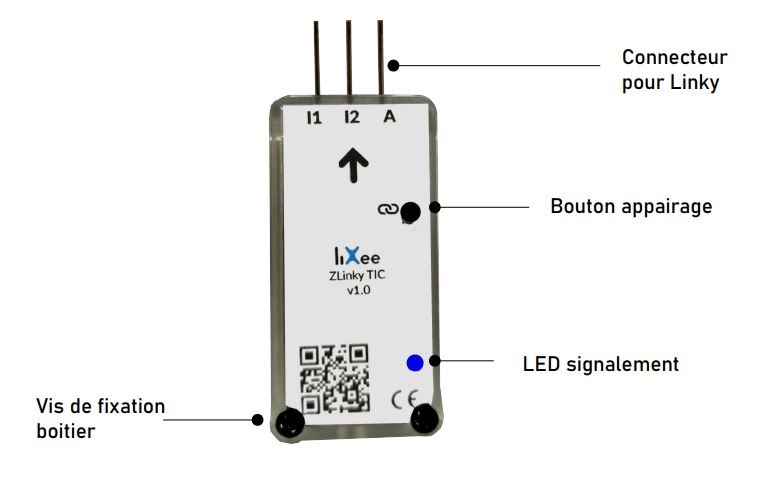 Connecteur
pour Linky
I1 I2 A
Bouton appairage
liXee
ZLinky TIC
v1.0
LED signalement
CE
Vis de fixation
boitier